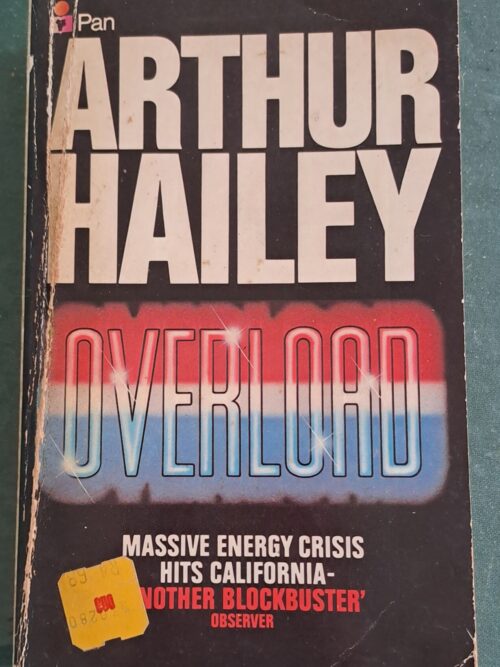 Pan
ARTHUR
HAILEY
OVERLOAD
MASSIVE ENERGY CRISIS
HITS CALIFORNIA-
NOTHER BLOCKBUSTER'
OBSERVER